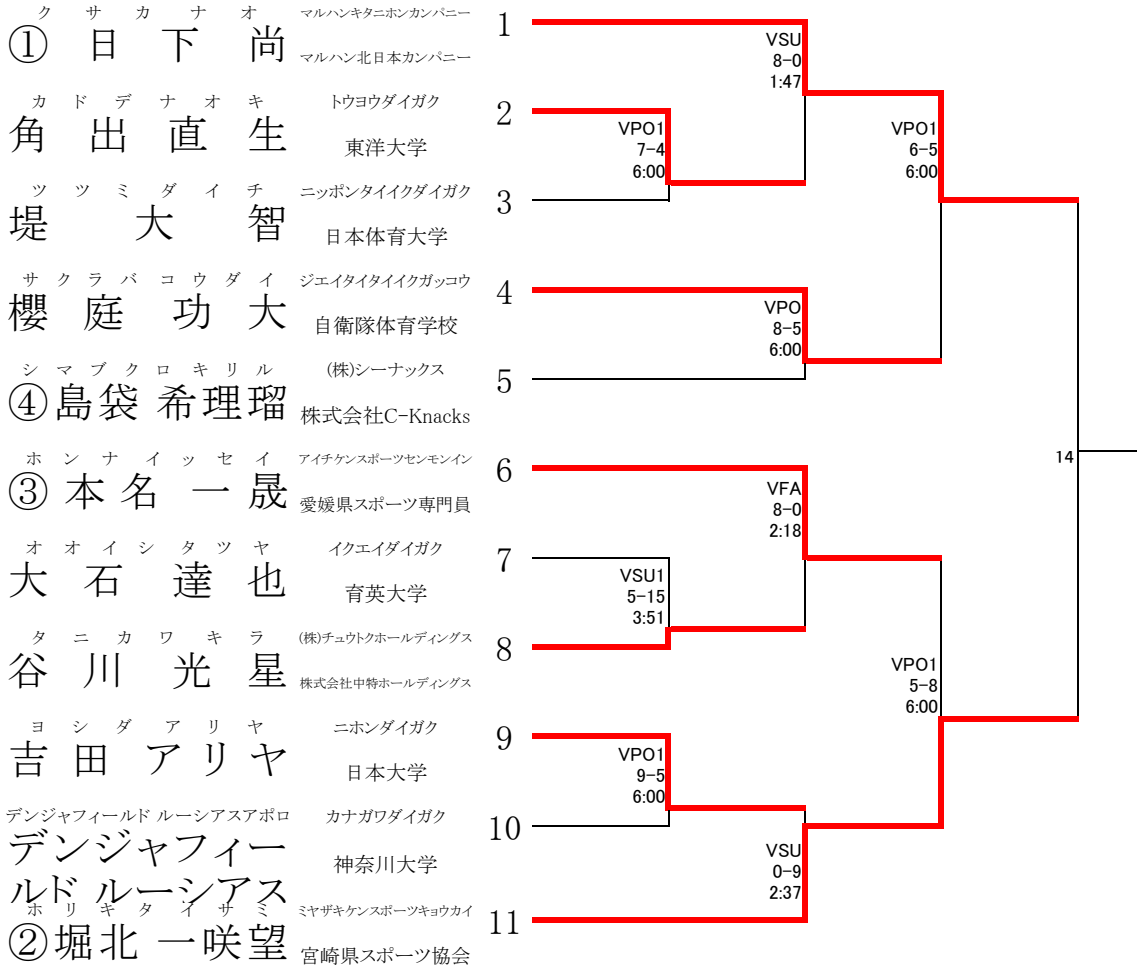 クサカナオ マルハンキタニホンカンパニー
① 日下尚 マルハン北日本カンパニー 1
カドデナオキ トウヨウダイガク
角出直生 東洋大学 2
ツツミダイチ ニッポンタイイクダイガク
堤大智 日本体育大学 3
サクラバコウダイ ジエイタイタイイクガッコウ
櫻庭功大 自衛隊体育学校 4
シマブクロキリル (株)シーナックス
④ 島袋 希理瑠 株式会社C-Knacks 5
ホンナイッセイ アイチケンスポーツセンモンイン
③ 本名一晟 愛媛県スポーツ専門員 6
オオイシタツヤ イクエイダイガク
大石達也 育英大学 7
タニカワキラ (株)チュウトクホールディングス
谷川光星 株式会社中特ホールディングス 8
ヨシダアリヤ ニホンダイガク
吉田アリヤ 日本大学 9
デンジャフィールド ルーシアスアポロ カナガワダイガク
デンジャフィー
ルド ルーシアス 神奈川大学 10
ホリキタイサミ ミヤザキケンスポーツキョウカイ
② 堀北 一咲望 宮崎県スポーツ協会 11
VPO1
7-4
6:00
VSU1
5-15
3:51
VPO1
9-5
6:00
VSU
8-0
1:47
VPO
8-5
6:00
VFA
8-0
2:18
VSU
0-9
2:37
VPO1
6-5
6:00
VPO1
5-8
6:00
14